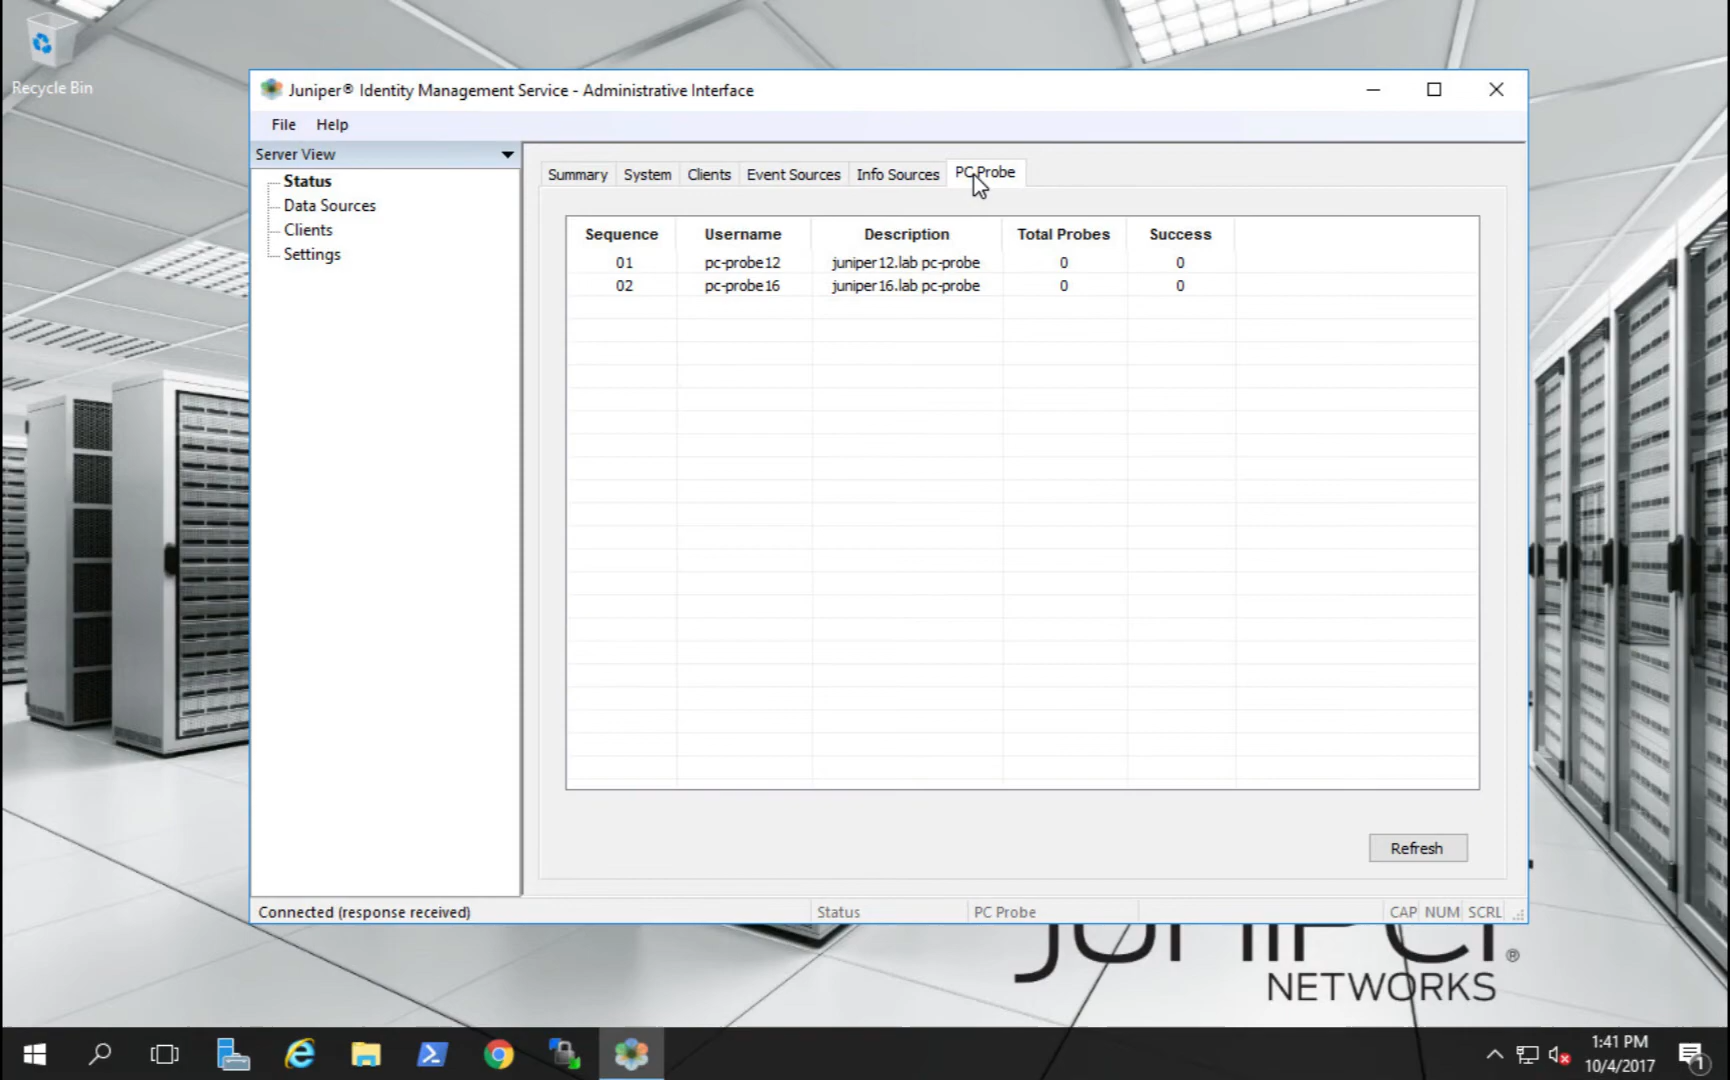 Recycle Bin
Juniper® Identity Management Service - Administrative Interface
File Help
Server View
Status
Data Sources
Clients
Settings
Summary System Clients Event Sources Info Sources PC Probe
Sequence Username Description Total Probes Success
01 pc-probe12 juniper12.lab pc-probe 0 0
02 pc-probe16 juniper16.lab pc-probe 0 0
Refresh
Connected (response received) Status PC Probe CAP NUM SCRL
JUNIPER®
NETWORKS
1:41 PM
10/4/2017
1